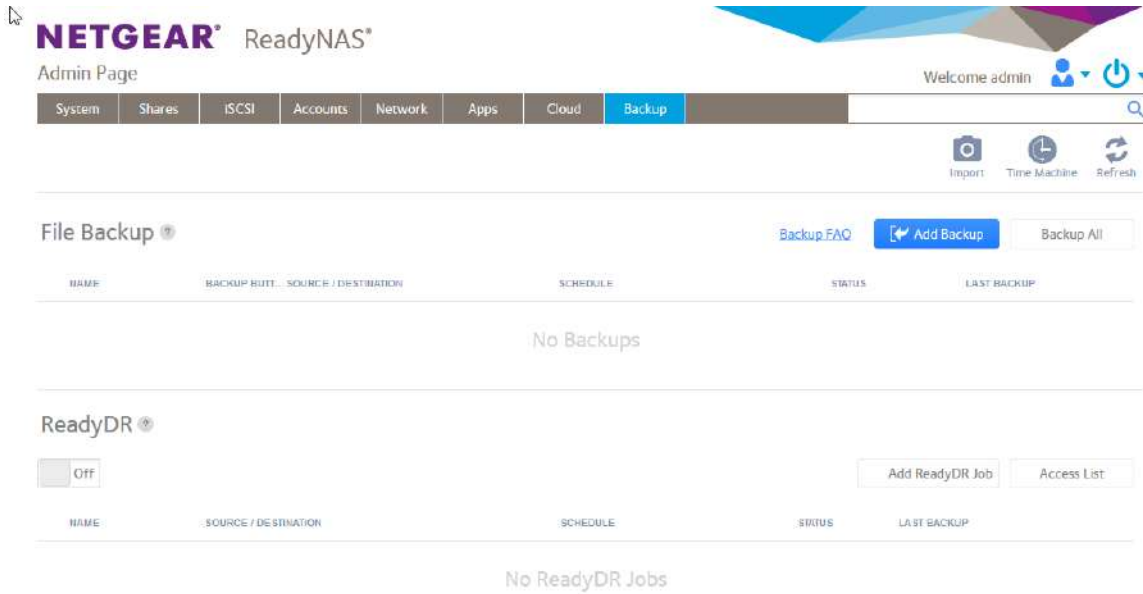 NETGEAR® ReadyNAS®
Admin Page
Welcome admin
System Shares iSCSI Accounts Network Apps Cloud Backup
Import Time Machine Refresh
File Backup ? Backup FAQ Add Backup Backup All
NAME BACKUP BUTT... SOURCE / DESTINATION SCHEDULE STATUS LAST BACKUP
No Backups
ReadyDR ?
Off Add ReadyDR Job Access List
NAME SOURCE / DESTINATION SCHEDULE STATUS LAST BACKUP
No ReadyDR Jobs